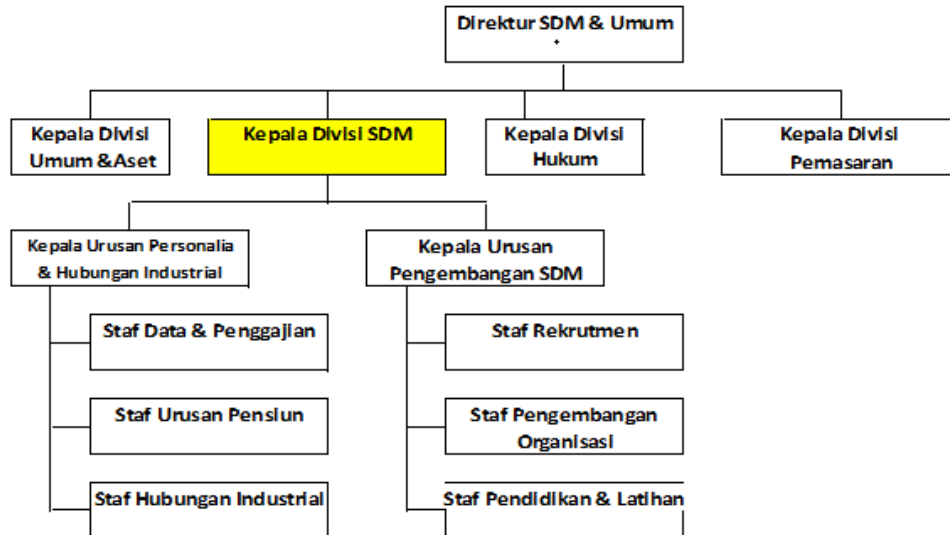 Direktur SDM & Umum
Kepala Divisi
Umum &Aset
Kepala Divisi SDM
Kepala Divisi
Hukum
Kepala Divisi
Pemasaran
Kepala Urusan Personalia
& Hubungan Industrial
Kepala Urusan
Pengembangan SDM
Staf Data & Penggajian
Staf Urusan Pensiun
Staf Hubungan Industrial
Staf Rekrutmen
Staf Pengembangan
Organisasi
Staf Pendidikan & Latihan